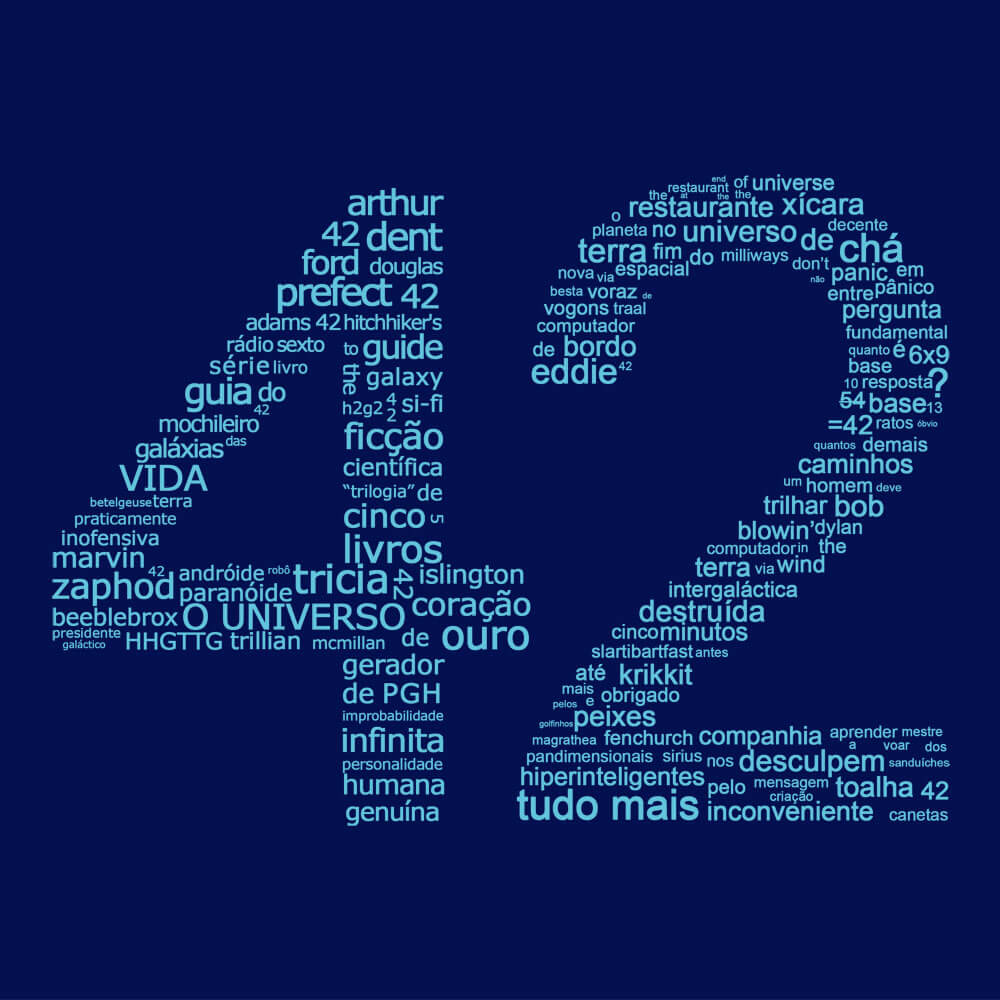 arthur
42 dent
ford douglas
prefect 42
adams 42 hitchhiker's
rádio sexto to guide
série livro the galaxy
guia do h2g2 42 si-fi
42
mochileiro ficção
galáxias das científica
VIDA "trilogia" de
betelgeuse terra cinco 5
praticamente
inofensiva livros
marvin 42 andróide robô tricia 42 islington
zaphod paranóide coração
beeblebrox O UNIVERSO
presidente HHGTTG trillian mcmillan de ouro
galáctico
gerador
de PGH
improbabilidade
infinita
personalidade
humana
genuína
the restaurant at the end of the universe
o restaurante xícara
planeta no universo de decente
terra fim do milliways chá
nova via espacial don't panic em
não
besta voraz de entre pânico
vogons traal pergunta
computador fundamental
de bordo quanto é 6x9
eddie 42 base
10 resposta ?
54 base 13
=42 ratos óbvio
quantos demais
caminhos
um homem deve
trilhar bob
blowin' dylan
computador in the
terra via wind
intergaláctica
destruída
cinco minutos
slartibartfast antes
até krikkit
mais obrigado
pelos e
golfinhos peixes
magrathea fenchurch companhia aprender mestre
a voar dos
pandimensionais sirius nos desculpem sanduíches
hiperinteligentes pelo mensagem toalha 42
criação
tudo mais inconveniente canetas